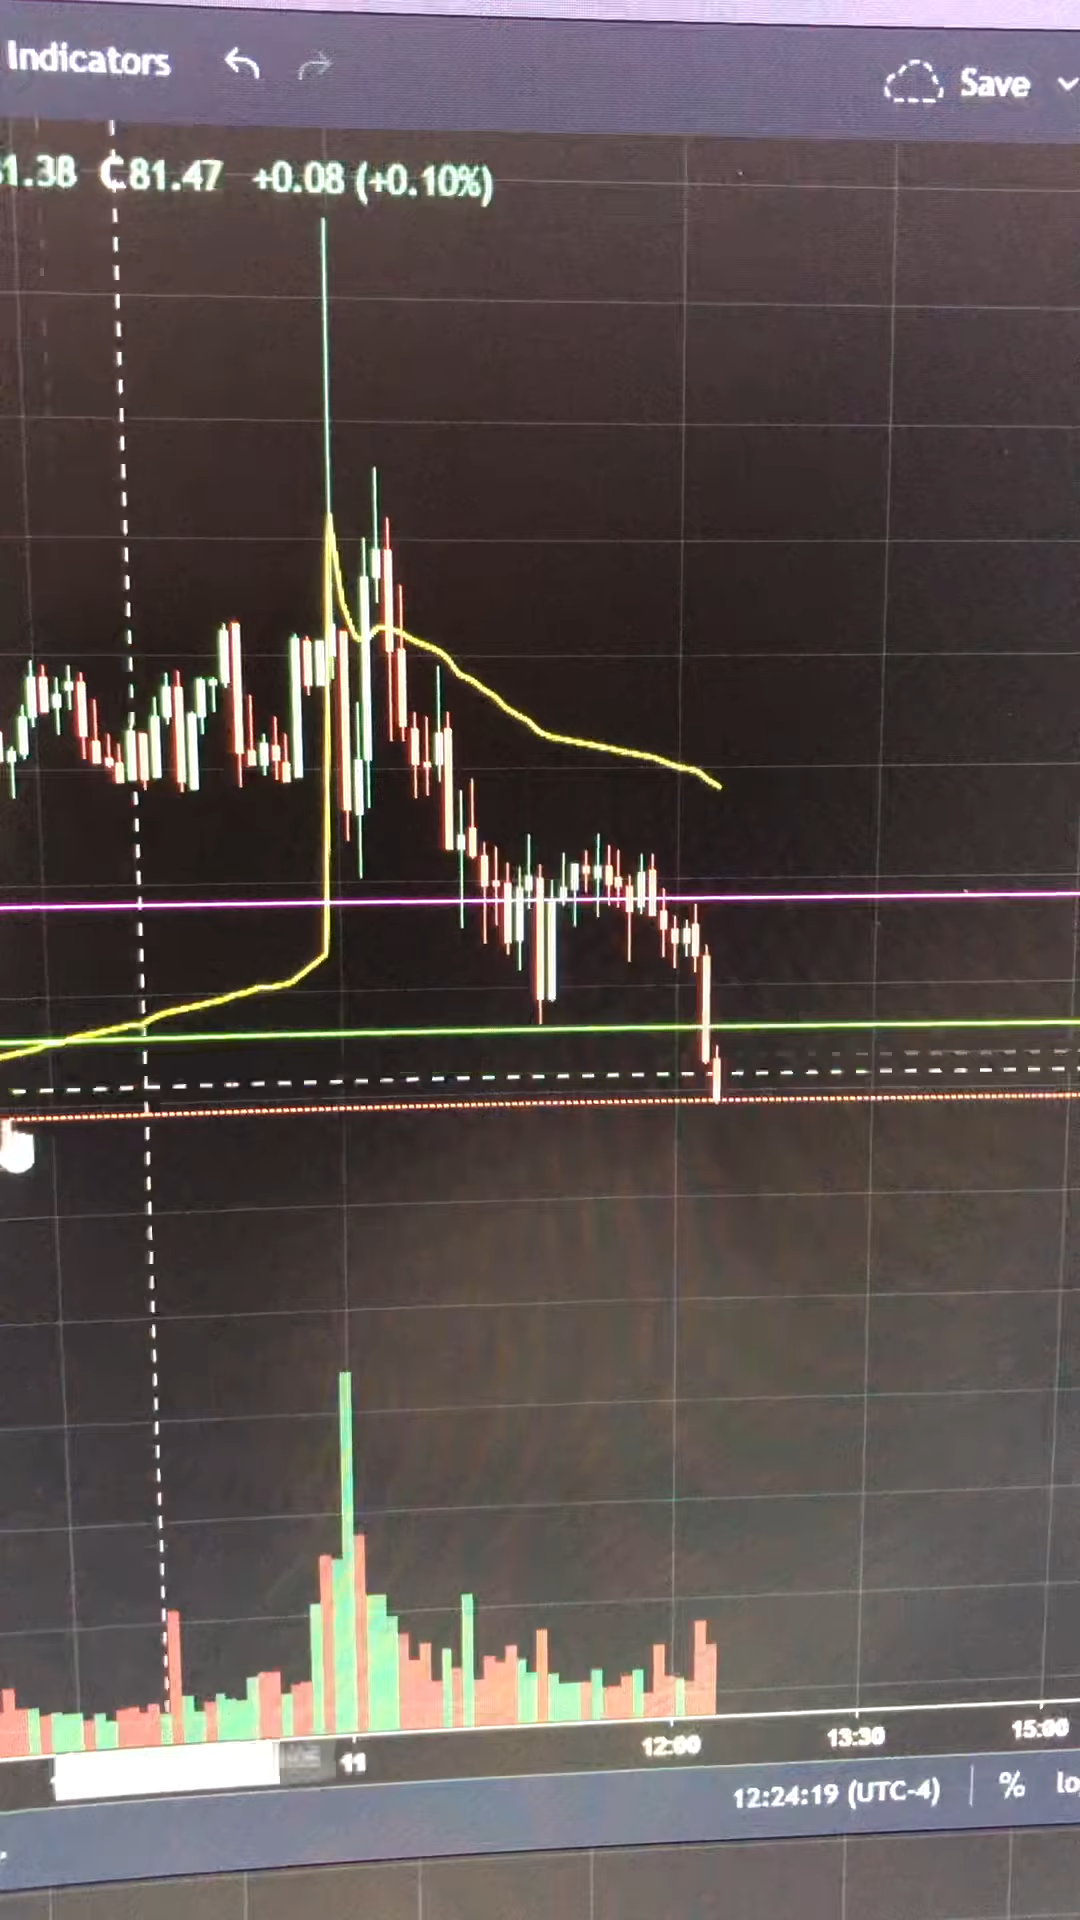 Indicators
Save
1.38 C81.47 +0.08 (+0.10%)
11
12:00
13:30
15:00
12:24:19 (UTC-4)
%
lo